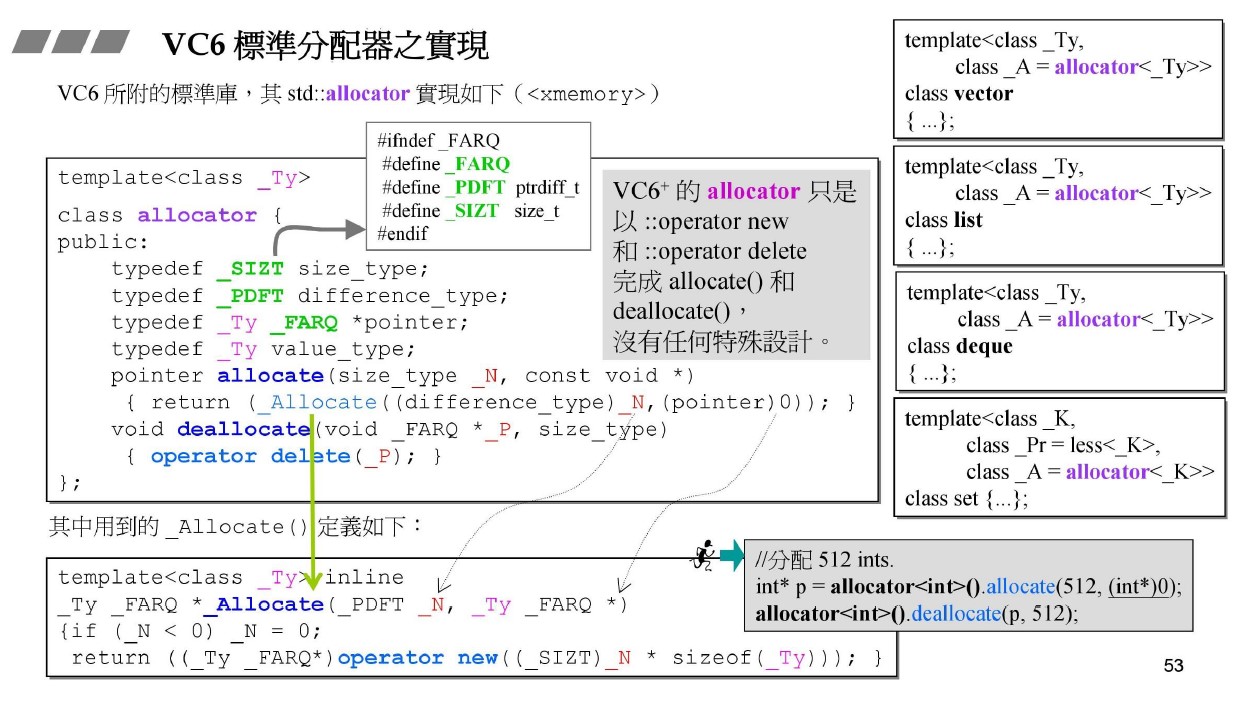 VC6 標準分配器之實現
VC6 所附的標準庫，其 std::allocator 實現如下（<xmemory>）
#ifndef _FARQ
#define _FARQ
#define _PDFT ptrdiff_t
#define _SIZT size_t
#endif
template<class _Ty>
class allocator {
public:
typedef _SIZT size_type;
typedef _PDFT difference_type;
typedef _Ty _FARQ *pointer;
typedef _Ty value_type;
pointer allocate(size_type _N, const void *)
{ return (_Allocate((difference_type)_N,(pointer)0)); }
void deallocate(void _FARQ *_P, size_type)
{ operator delete(_P); }
};
VC6+ 的 allocator 只是
以 ::operator new
和 ::operator delete
完成 allocate() 和
deallocate()，
沒有任何特殊設計。
其中用到的 _Allocate() 定義如下：
template<class _Ty> inline
_Ty _FARQ *_Allocate(_PDFT _N, _Ty _FARQ *)
{if (_N < 0) _N = 0;
return ((_Ty _FARQ*)operator new((_SIZT)_N * sizeof(_Ty))); }
//分配 512 ints.
int* p = allocator<int>().allocate(512, (int*)0);
allocator<int>().deallocate(p, 512);
template<class _Ty,
class _A = allocator<_Ty>>
class vector
{ ...};
template<class _Ty,
class _A = allocator<_Ty>>
class list
{ ...};
template<class _Ty,
class _A = allocator<_Ty>>
class deque
{ ...};
template<class _K,
class _Pr = less<_K>,
class _A = allocator<_K>>
class set {...};
53